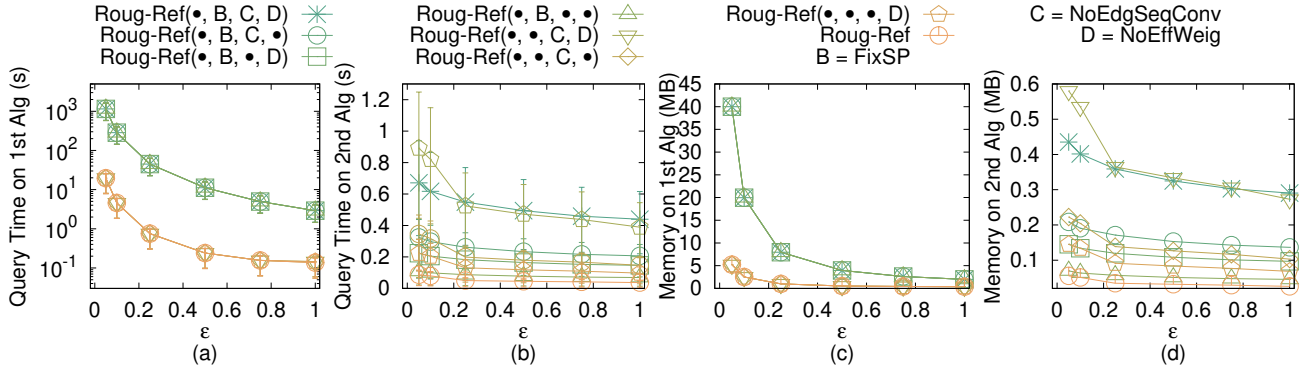 Roug-Ref(•, B, C, D)
Roug-Ref(•, B, C, •)
Roug-Ref(•, B, •, D)
Roug-Ref(•, B, •, •)
Roug-Ref(•, •, C, D)
Roug-Ref(•, •, C, •)
Roug-Ref(•, •, •, D)
Roug-Ref
B = FixSP
C = NoEdgSeqConv
D = NoEffWeig
Query Time on 1st Alg (s)
10³
10²
10¹
10⁰
10⁻¹
0 0.2 0.4 0.6 0.8 1
ε
(a)
Query Time on 2nd Alg (s)
1.2
1
0.8
0.6
0.4
0.2
0
0 0.2 0.4 0.6 0.8 1
ε
(b)
Memory on 1st Alg (MB)
45
40
35
30
25
20
15
10
5
0
0 0.2 0.4 0.6 0.8 1
ε
(c)
Memory on 2nd Alg (MB)
0.6
0.5
0.4
0.3
0.2
0.1
0 0.2 0.4 0.6 0.8 1
ε
(d)